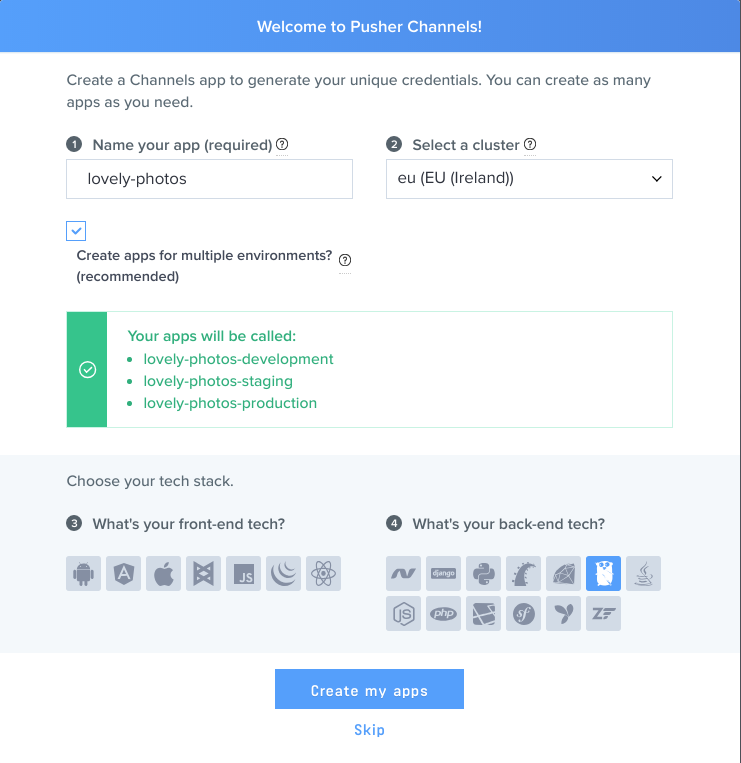 Welcome to Pusher Channels!
Create a Channels app to generate your unique credentials. You can create as many
apps as you need.
1 Name your app (required) ?
2 Select a cluster ?
lovely-photos
eu (EU (Ireland))
Create apps for multiple environments? ?
(recommended)
Your apps will be called:
• lovely-photos-development
• lovely-photos-staging
• lovely-photos-production
Choose your tech stack.
3 What's your front-end tech?
4 What's your back-end tech?
JS
django
JS
php
sf
ZF
Create my apps
Skip